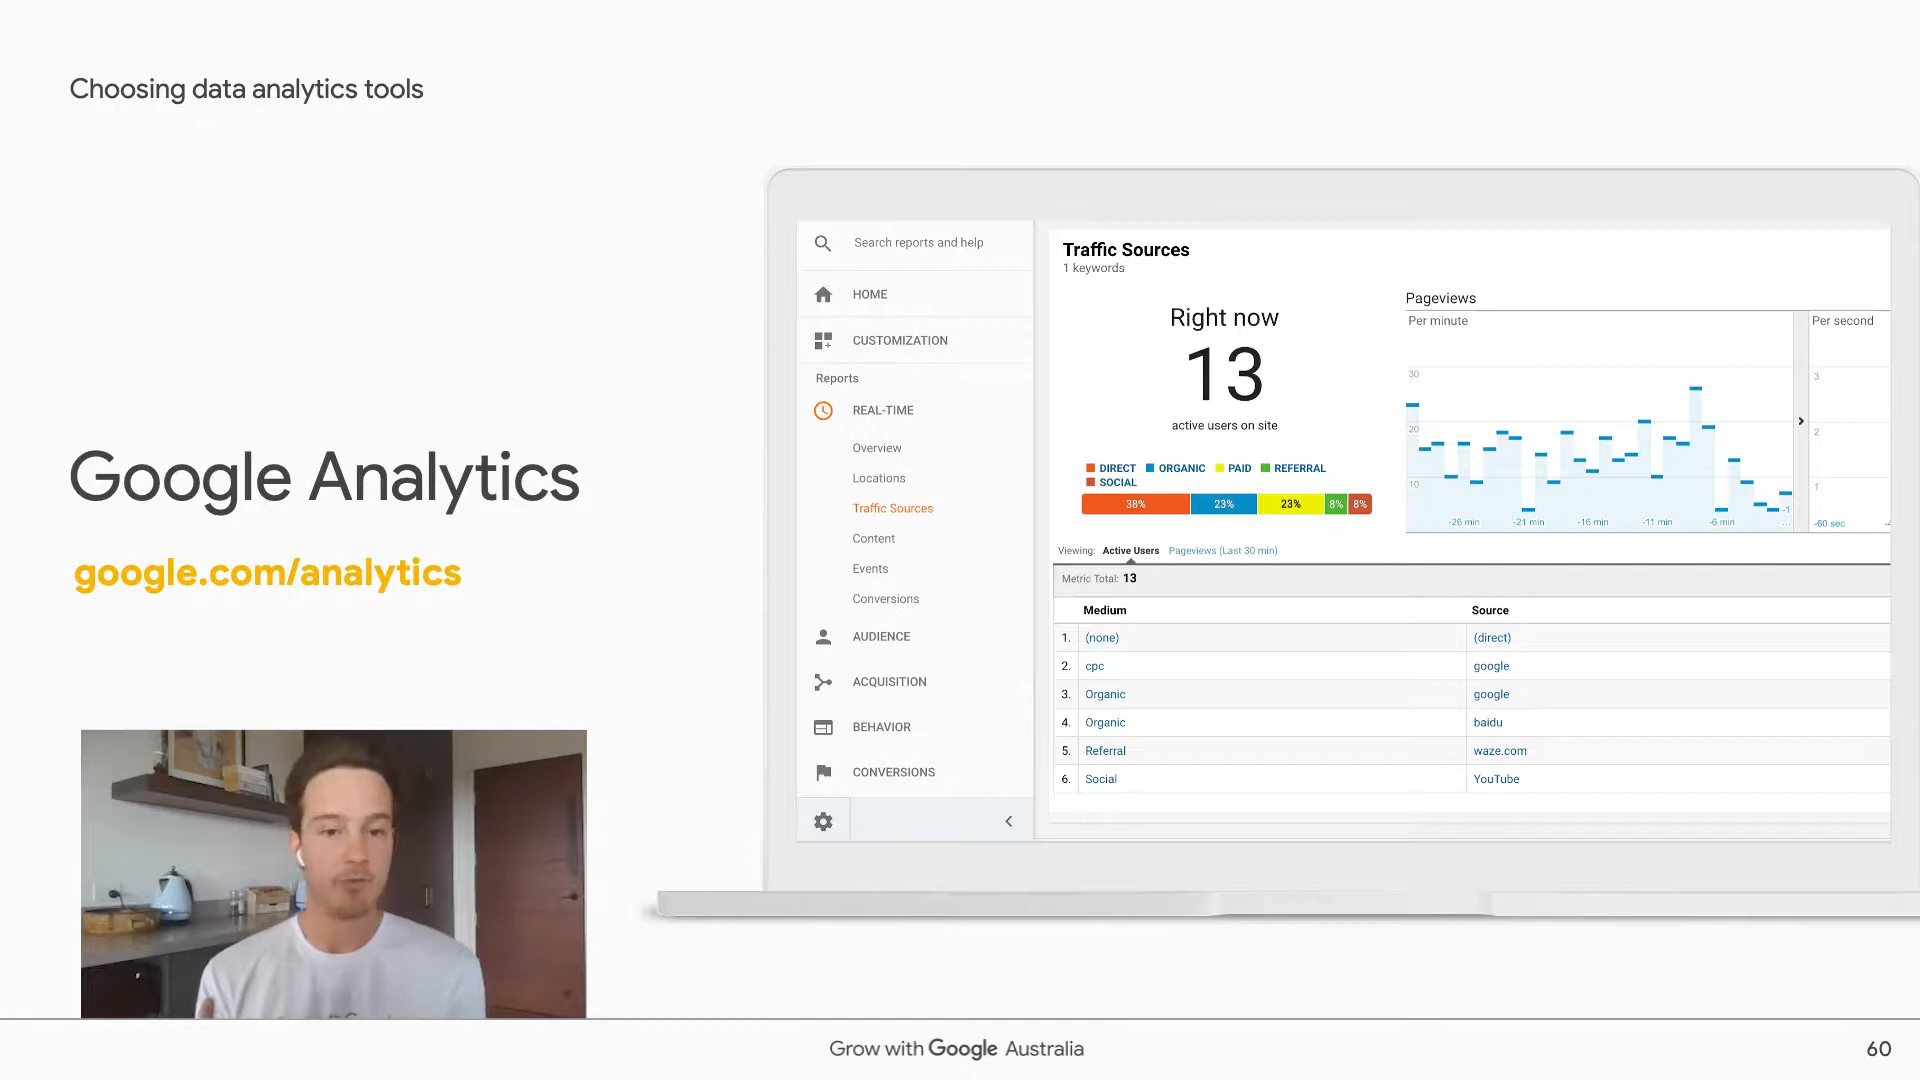 Choosing data analytics tools
Google Analytics
google.com/analytics
Search reports and help
HOME
CUSTOMIZATION
Reports
REAL-TIME
Overview
Locations
Traffic Sources
Content
Events
Conversions
AUDIENCE
ACQUISITION
BEHAVIOR
CONVERSIONS
Traffic Sources
1 keywords
Right now
13
active users on site
DIRECT ORGANIC PAID REFERRAL
SOCIAL
38% 23% 23% 8% 8%
Pageviews
Per minute
30
20
10
-26 min -21 min -16 min -11 min -6 min -1
...
Per second
3
2
1
-60 sec
Viewing: Active Users Pageviews (Last 30 min)
Metric Total: 13
Medium Source
1. (none) (direct)
2. cpc google
3. Organic google
4. Organic baidu
5. Referral waze.com
6. Social YouTube
Grow with Google Australia
60